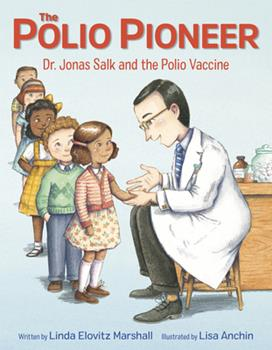 The
POLIO PIONEER
Dr. Jonas Salk and the Polio Vaccine
Written by Linda Elovitz Marshall Illustrated by Lisa Anchin